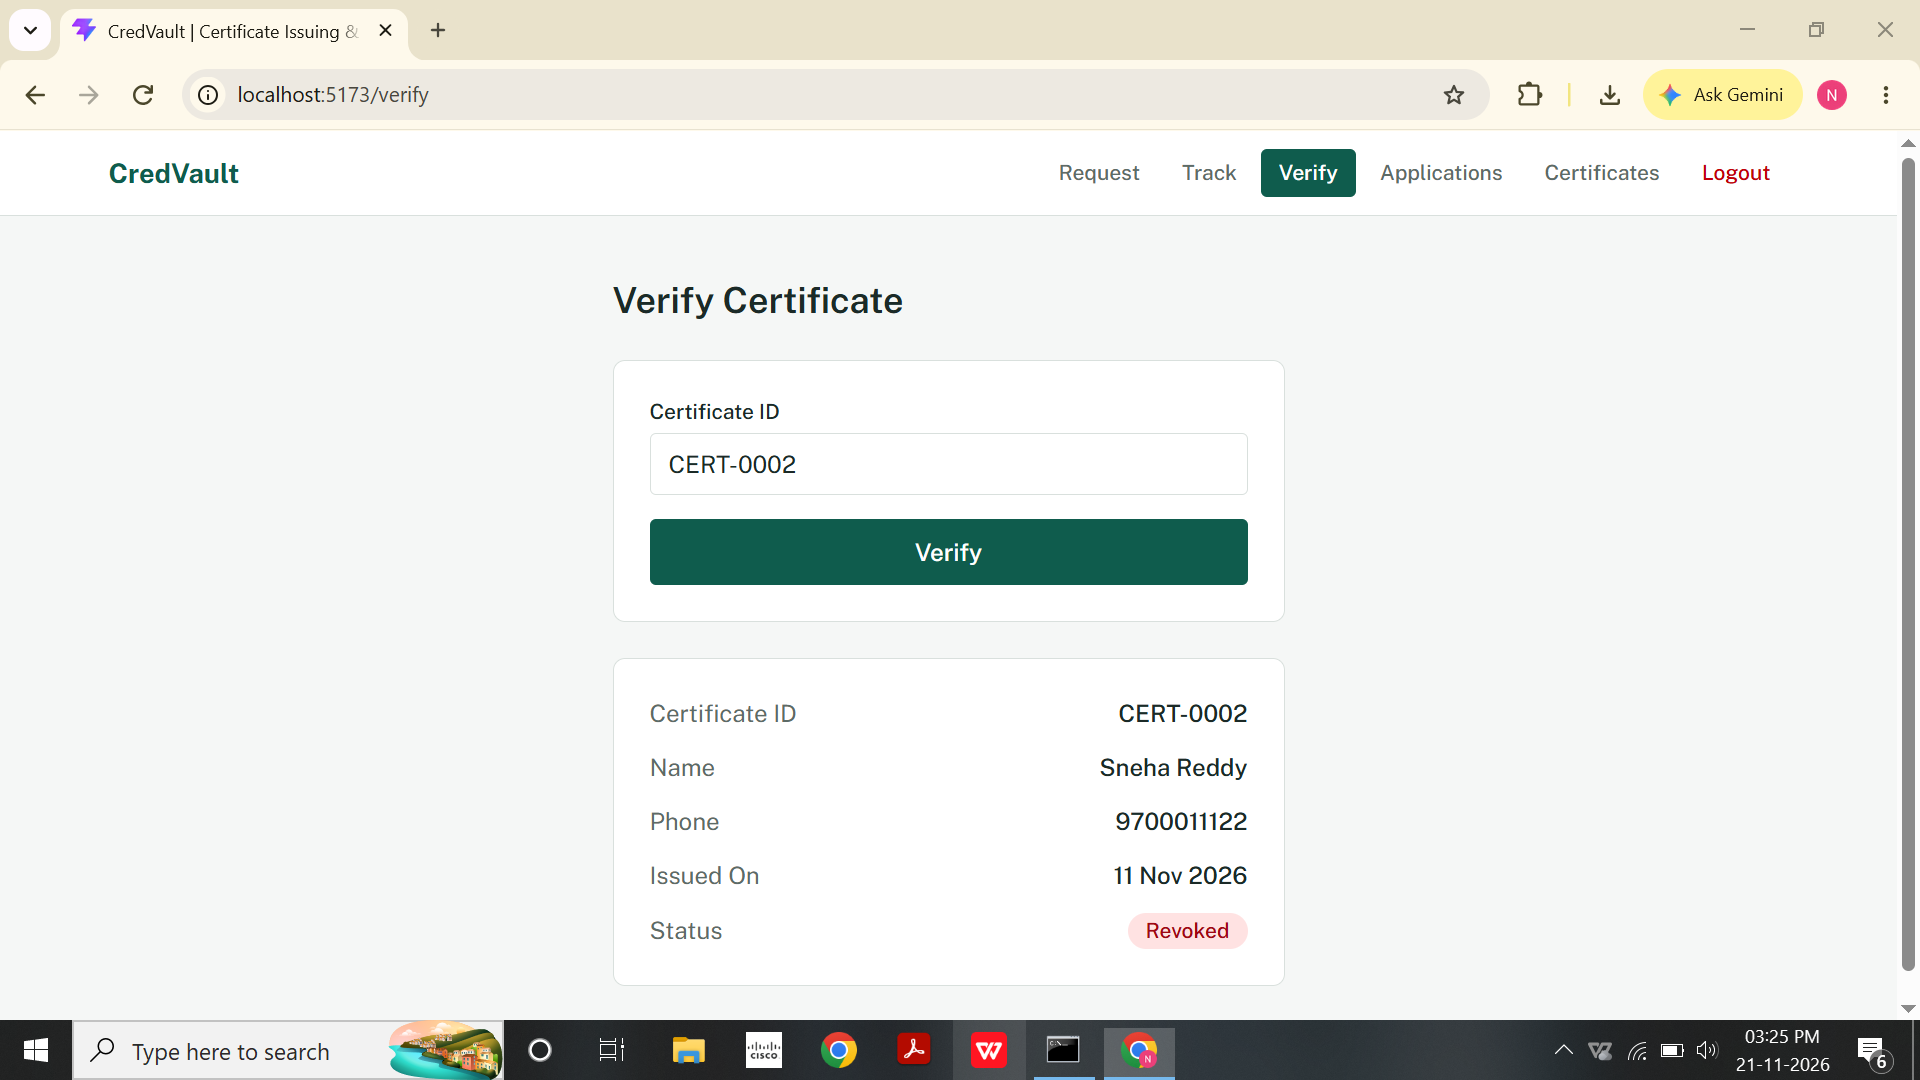 CredVault | Certificate Issuing &
localhost:5173/verify
Ask Gemini
N
CredVault
Request
Track
Verify
Applications
Certificates
Logout
Verify Certificate
Certificate ID
CERT-0002
Verify
Certificate ID CERT-0002
Name Sneha Reddy
Phone 9700011122
Issued On 11 Nov 2026
Status Revoked
Type here to search
CISCO
W
C:\
N
03:25 PM
21-11-2026
6